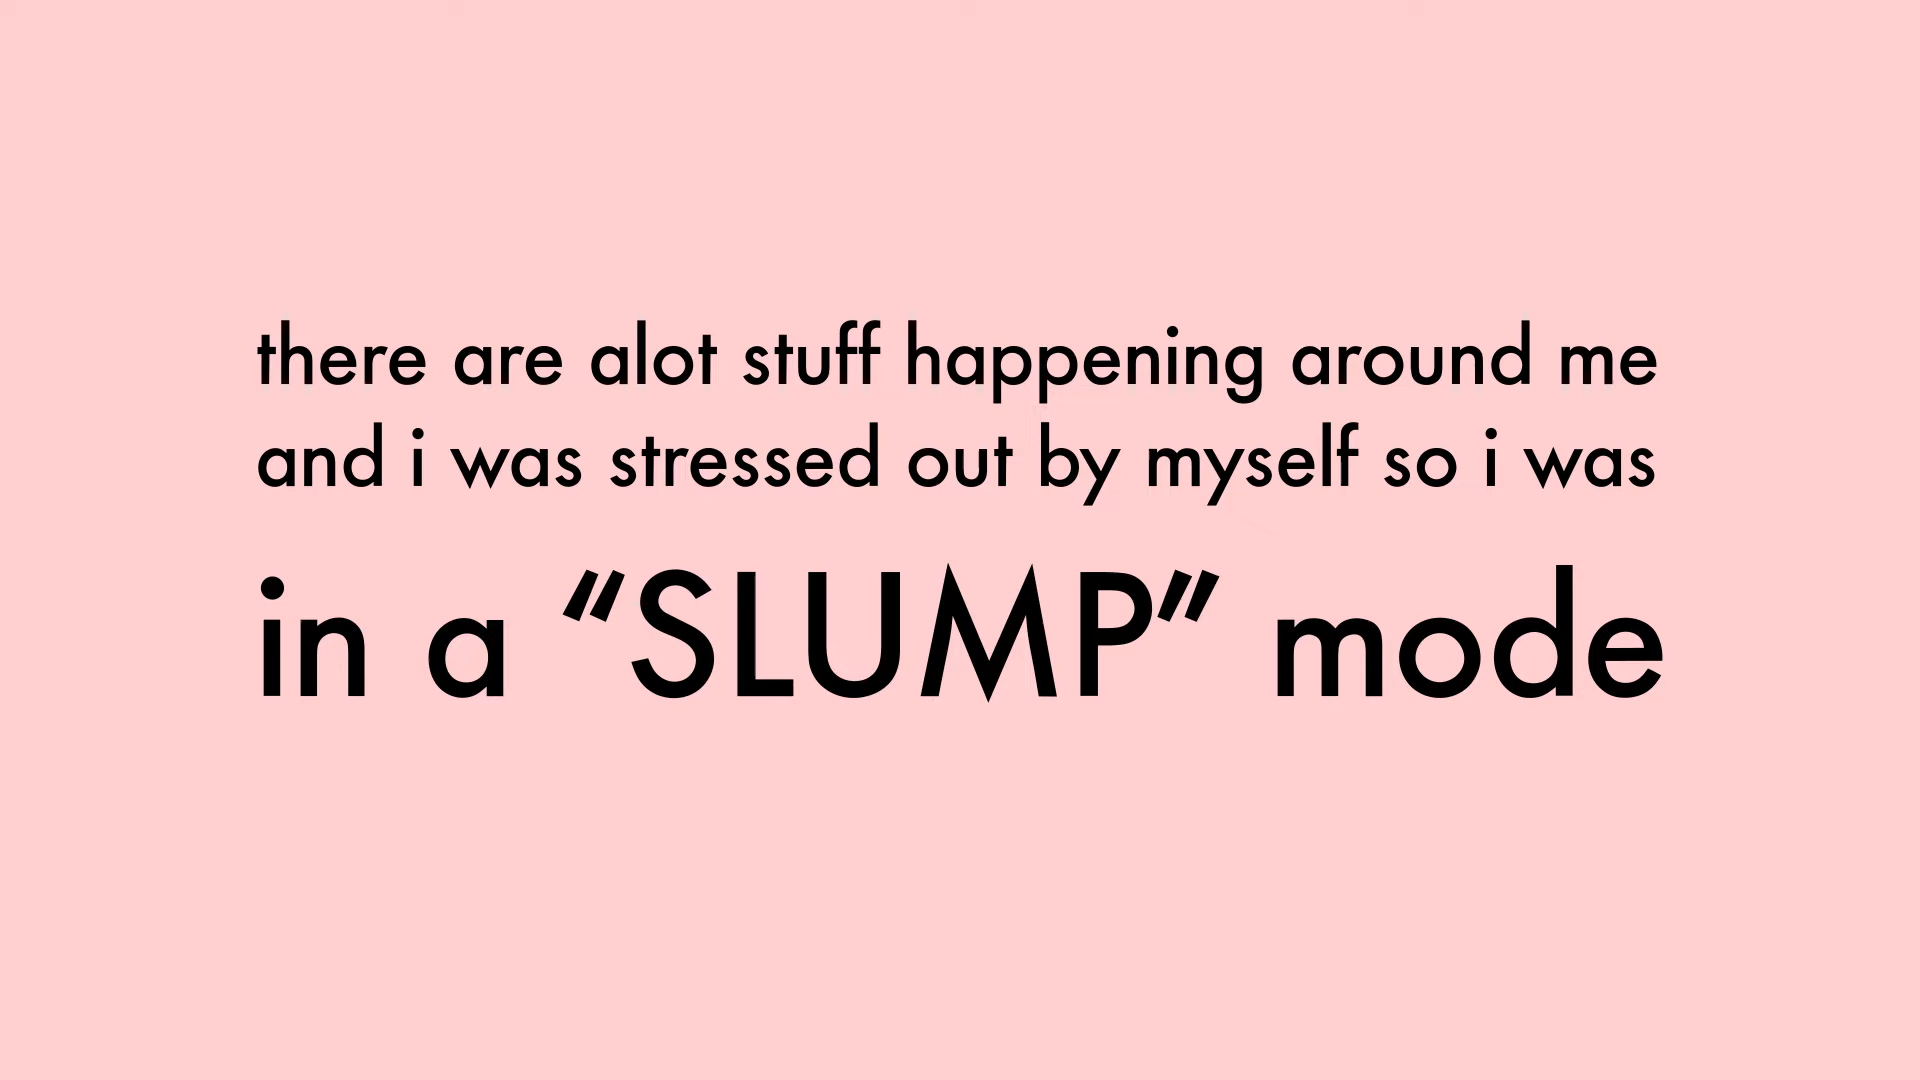 there are alot stuff happening around me
and i was stressed out by myself so i was
in a “SLUMP” mode